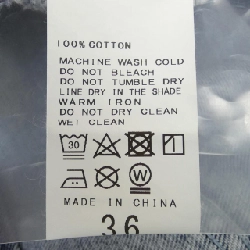 100% COTTON
MACHINE WASH COLD
DO NOT BLEACH
DO NOT TUMBLE DRY
LINE DRY IN THE SHADE
WARM IRON
DO NOT DRY CLEAN
WET CLEAN
30
W
MADE IN CHINA
36